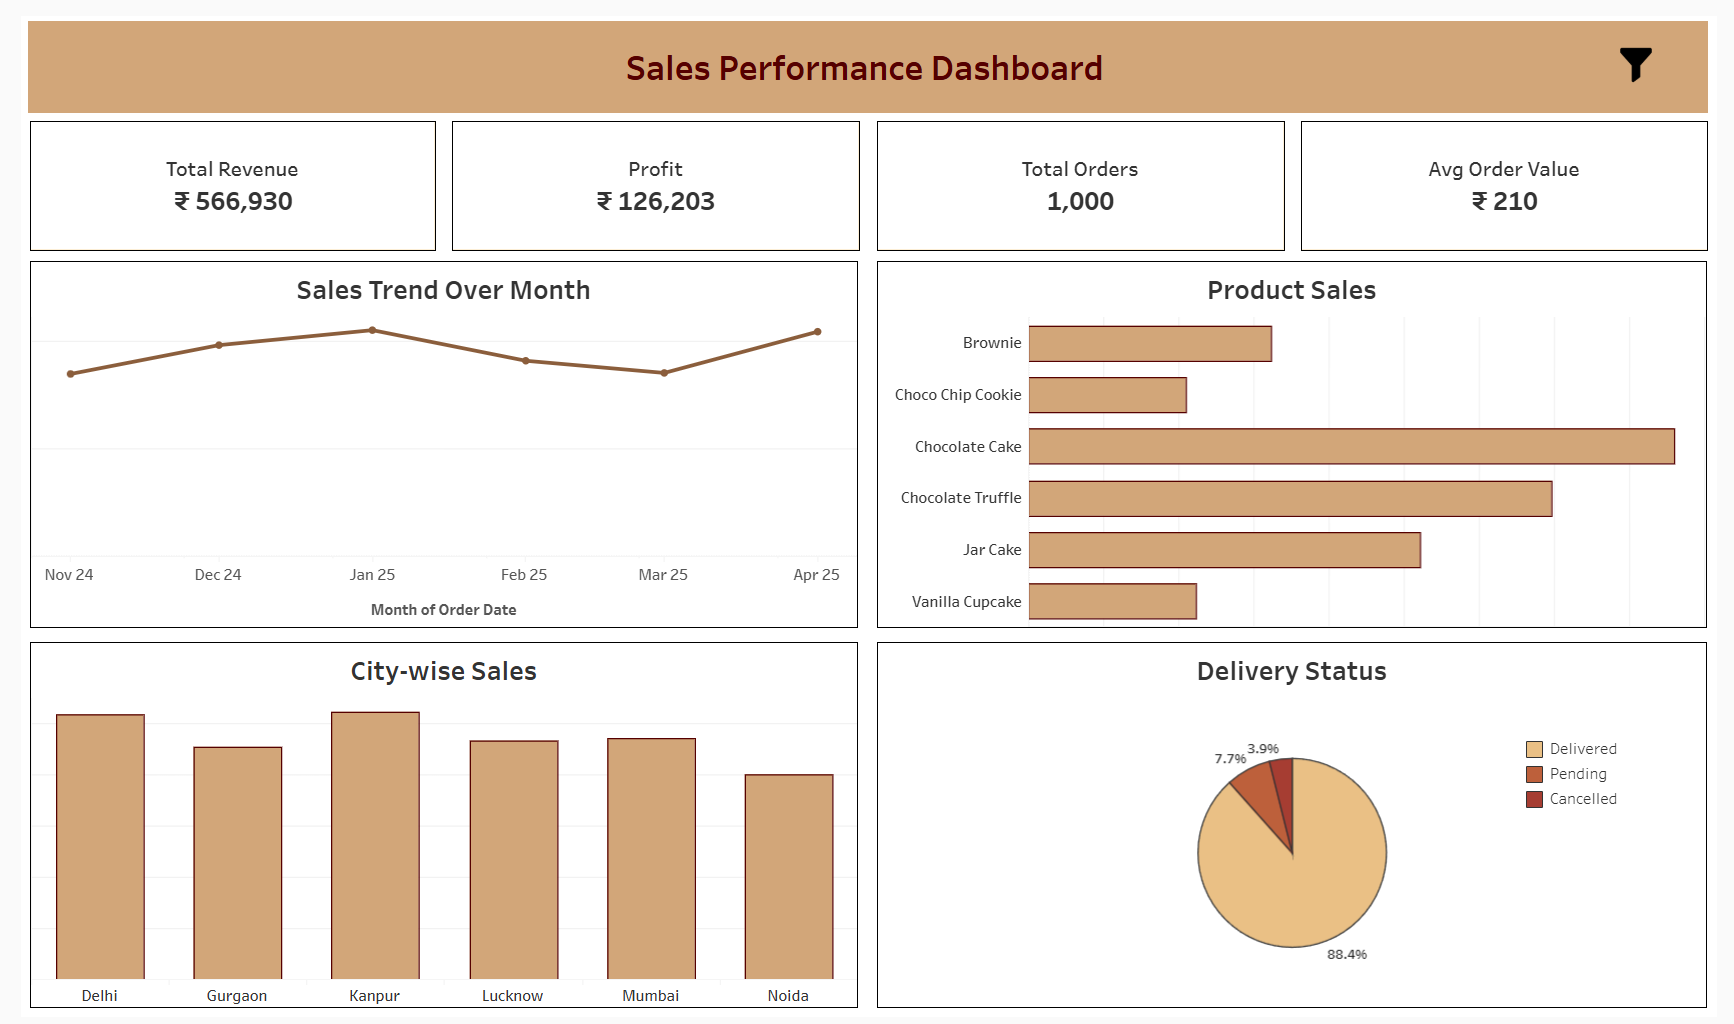 Sales Performance Dashboard
Total Revenue
₹ 566,930
Profit
₹ 126,203
Total Orders
1,000
Avg Order Value
₹ 210
Sales Trend Over Month
Nov 24 Dec 24 Jan 25 Feb 25 Mar 25 Apr 25
Month of Order Date
Product Sales
Brownie
Choco Chip Cookie
Chocolate Cake
Chocolate Truffle
Jar Cake
Vanilla Cupcake
City-wise Sales
Delhi Gurgaon Kanpur Lucknow Mumbai Noida
Delivery Status
3.9%
7.7%
88.4%
Delivered
Pending
Cancelled